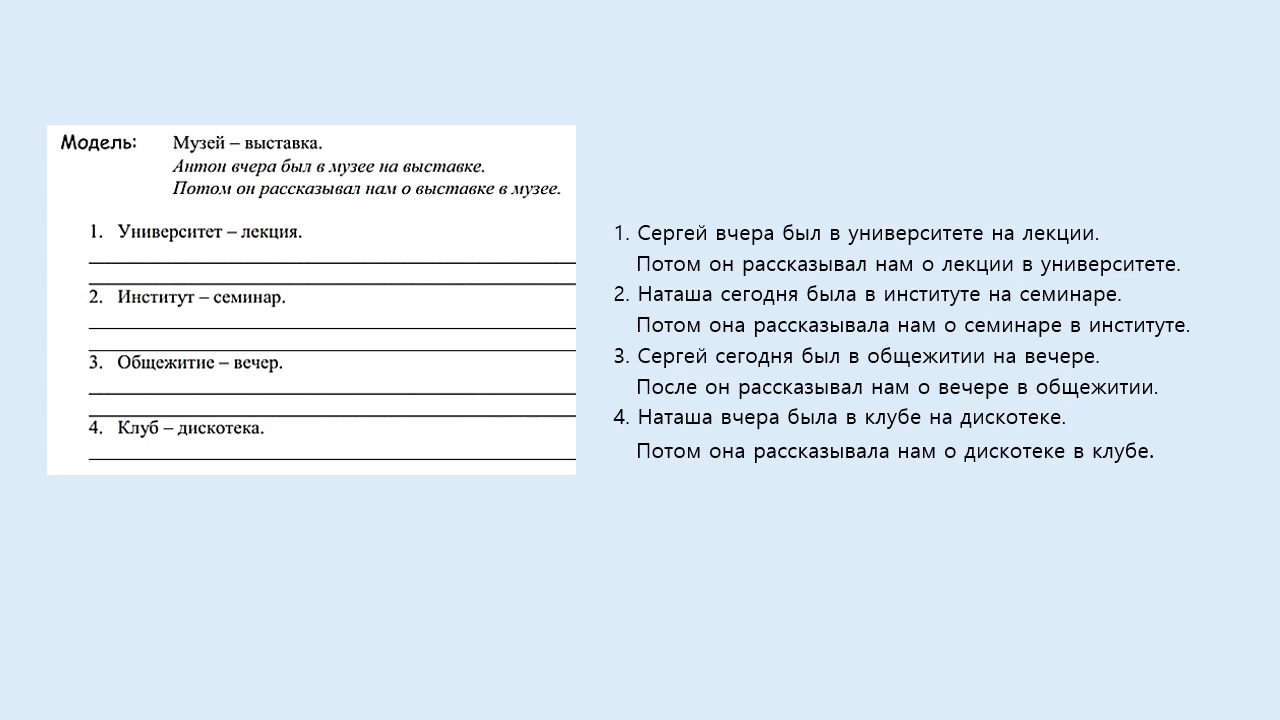 Модель: Музей – выставка.
Антон вчера был в музее на выставке.
Потом он рассказывал нам о выставке в музее.
1. Университет – лекция.
2. Институт – семинар.
3. Общежитие – вечер.
4. Клуб – дискотека.
1. Сергей вчера был в университете на лекции.
Потом он рассказывал нам о лекции в университете.
2. Наташа сегодня была в институте на семинаре.
Потом она рассказывала нам о семинаре в институте.
3. Сергей сегодня был в общежитии на вечере.
После он рассказывал нам о вечере в общежитии.
4. Наташа вчера была в клубе на дискотеке.
Потом она рассказывала нам о дискотеке в клубе.